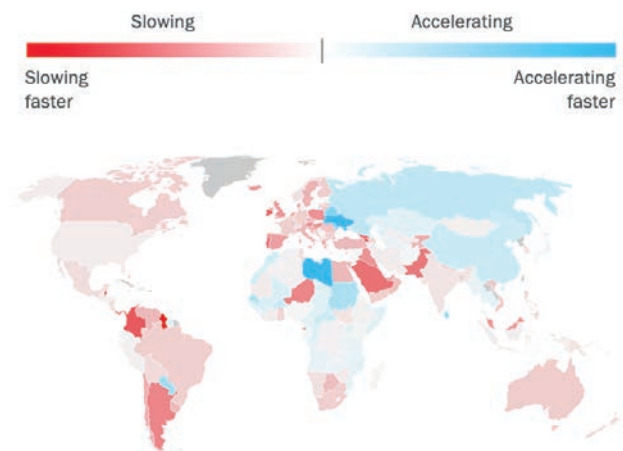 Slowing
Accelerating
Slowing
faster
Accelerating
faster